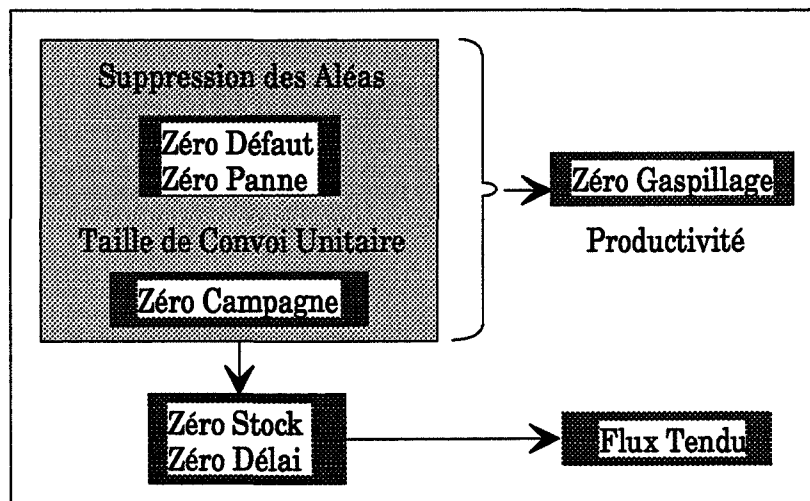 Suppression des Aléas
Zéro Défaut
Zéro Panne
Zéro Gaspillage
Taille de Convoi Unitaire
Productivité
Zéro Campagne
Zéro Stock
Zéro Délai
Flux Tendu